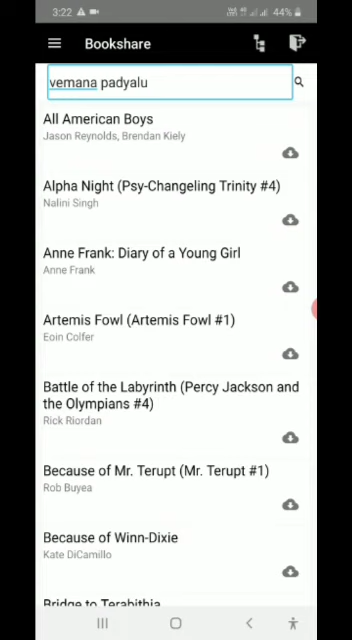 3:22 44%
Bookshare
vemana padyalu
All American Boys
Jason Reynolds, Brendan Kiely
Alpha Night (Psy-Changeling Trinity #4)
Nalini Singh
Anne Frank: Diary of a Young Girl
Anne Frank
Artemis Fowl (Artemis Fowl #1)
Eoin Colfer
Battle of the Labyrinth (Percy Jackson and
the Olympians #4)
Rick Riordan
Because of Mr. Terupt (Mr. Terupt #1)
Rob Buyea
Because of Winn-Dixie
Kate DiCamillo
Bridge to Terabithia